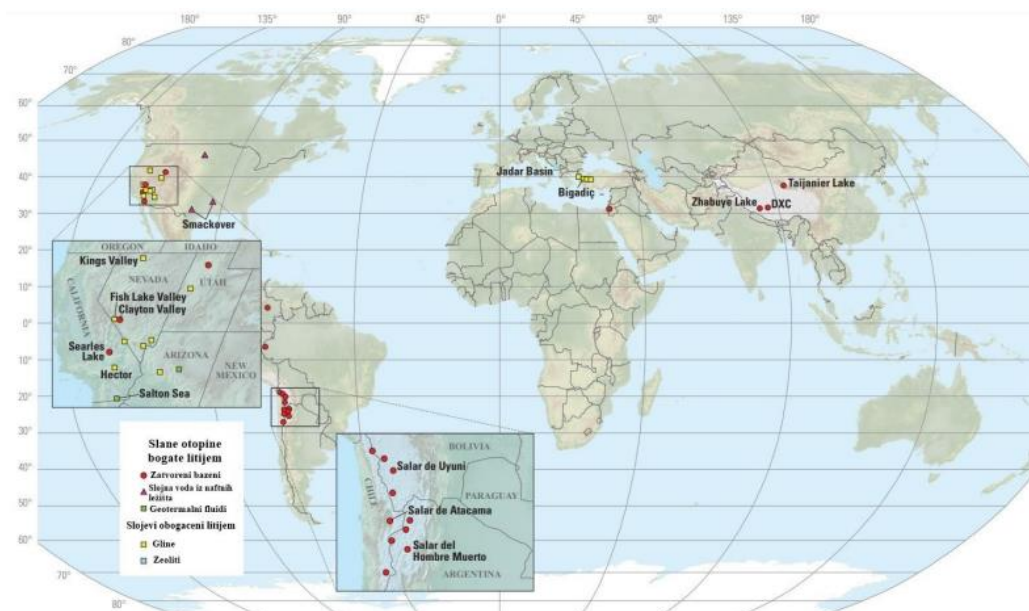 180° 135° 0° 45° 135° 180°
80°
70°
60°
50°
40°
30°
20°
10°
0°
10°
20°
30°
40°
50°
60°
70°
80°
Smackover
Jadar Basin
Bigadiç
Taijanier Lake
Zhabuye Lake
DXC
OREGON
IDAHO
Kings Valley
NEVADA
UTAH
CALIFORNIA
Fish Lake Valley
Clayton Valley
Searles
Lake
ARIZONA
Hector
NEW
MEXICO
Salton Sea
Slane otopine
bogate litijem
Zatvoreni bazeni
Slojna voda iz naftnih
ležišta
Geotermalni fluidi
Slojevi obogaćeni litijem
Gline
Zeoliti
BOLIVIA
Salar de Uyuni
CHILE
PARAGUAY
Salar de Atacama
Salar del
Hombre Muerto
ARGENTINA